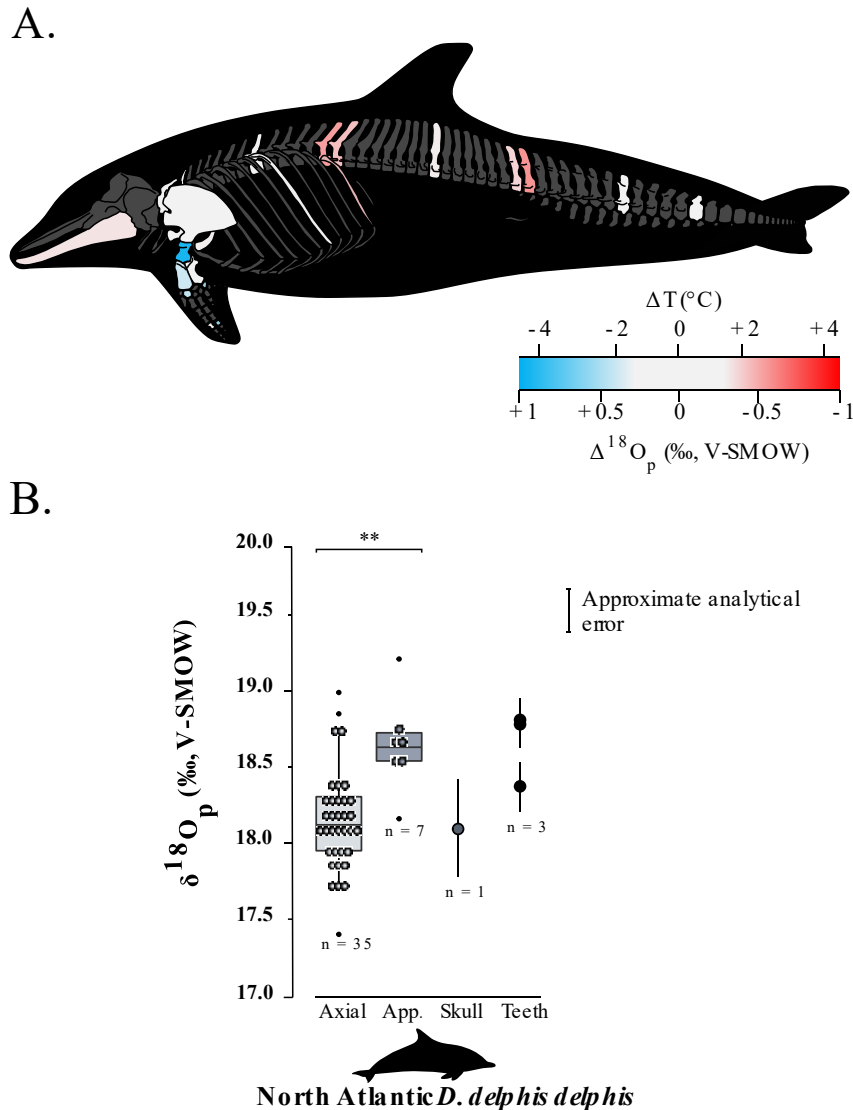 A.
ΔT(°C)
-4 -2 0 +2 +4
+1 +0.5 0 -0.5 -1
Δ18Op (‰, V-SMOW)
B.
20.0
**
19.5
Approximate analytical
error
19.0
18.5
18.0
17.5
17.0
δ18Op (‰, V-SMOW)
n = 7
n = 3
n = 1
n = 35
Axial App. Skull Teeth
North Atlantic D. delphis delphis